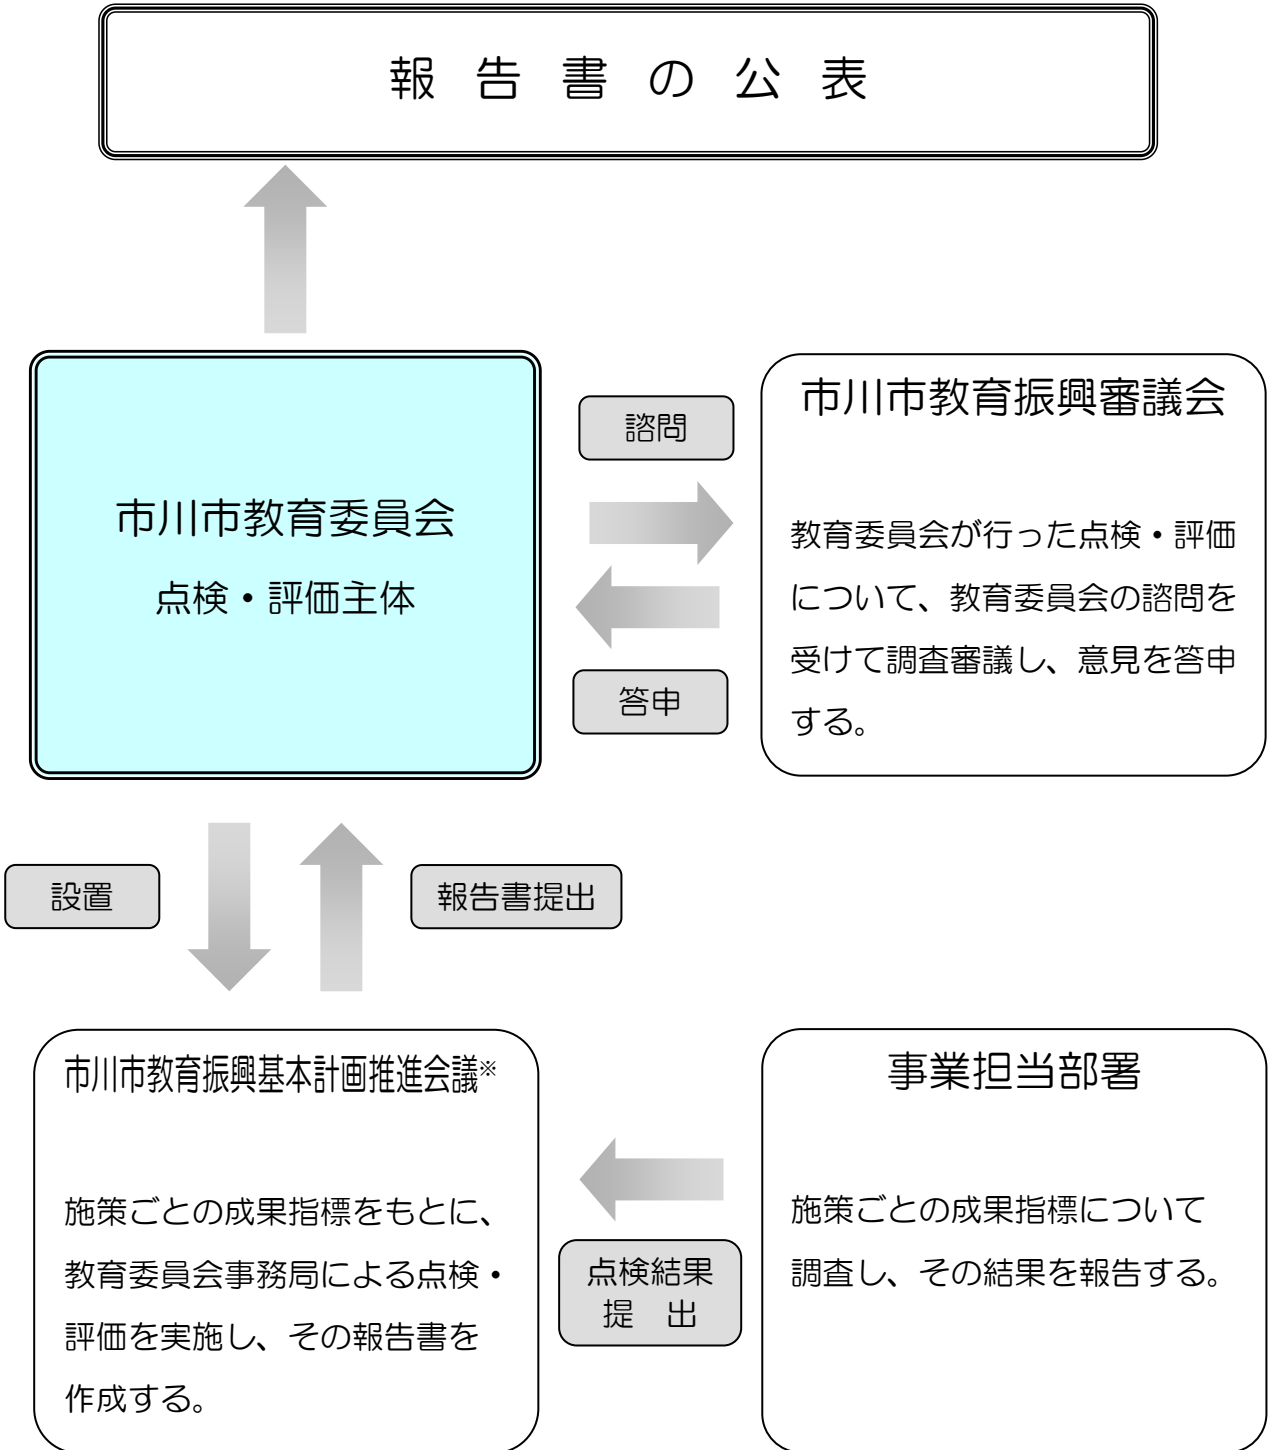 報告書の公表
市川市教育委員会
点検・評価主体
諮問
答申
市川市教育振興審議会
教育委員会が行った点検・評価
について、教育委員会の諮問を
受けて調査審議し、意見を答申
する。
設置
報告書提出
市川市教育振興基本計画推進会議※
施策ごとの成果指標をもとに、
教育委員会事務局による点検・
評価を実施し、その報告書を
作成する。
点検結果
提　出
事業担当部署
施策ごとの成果指標について
調査し、その結果を報告する。